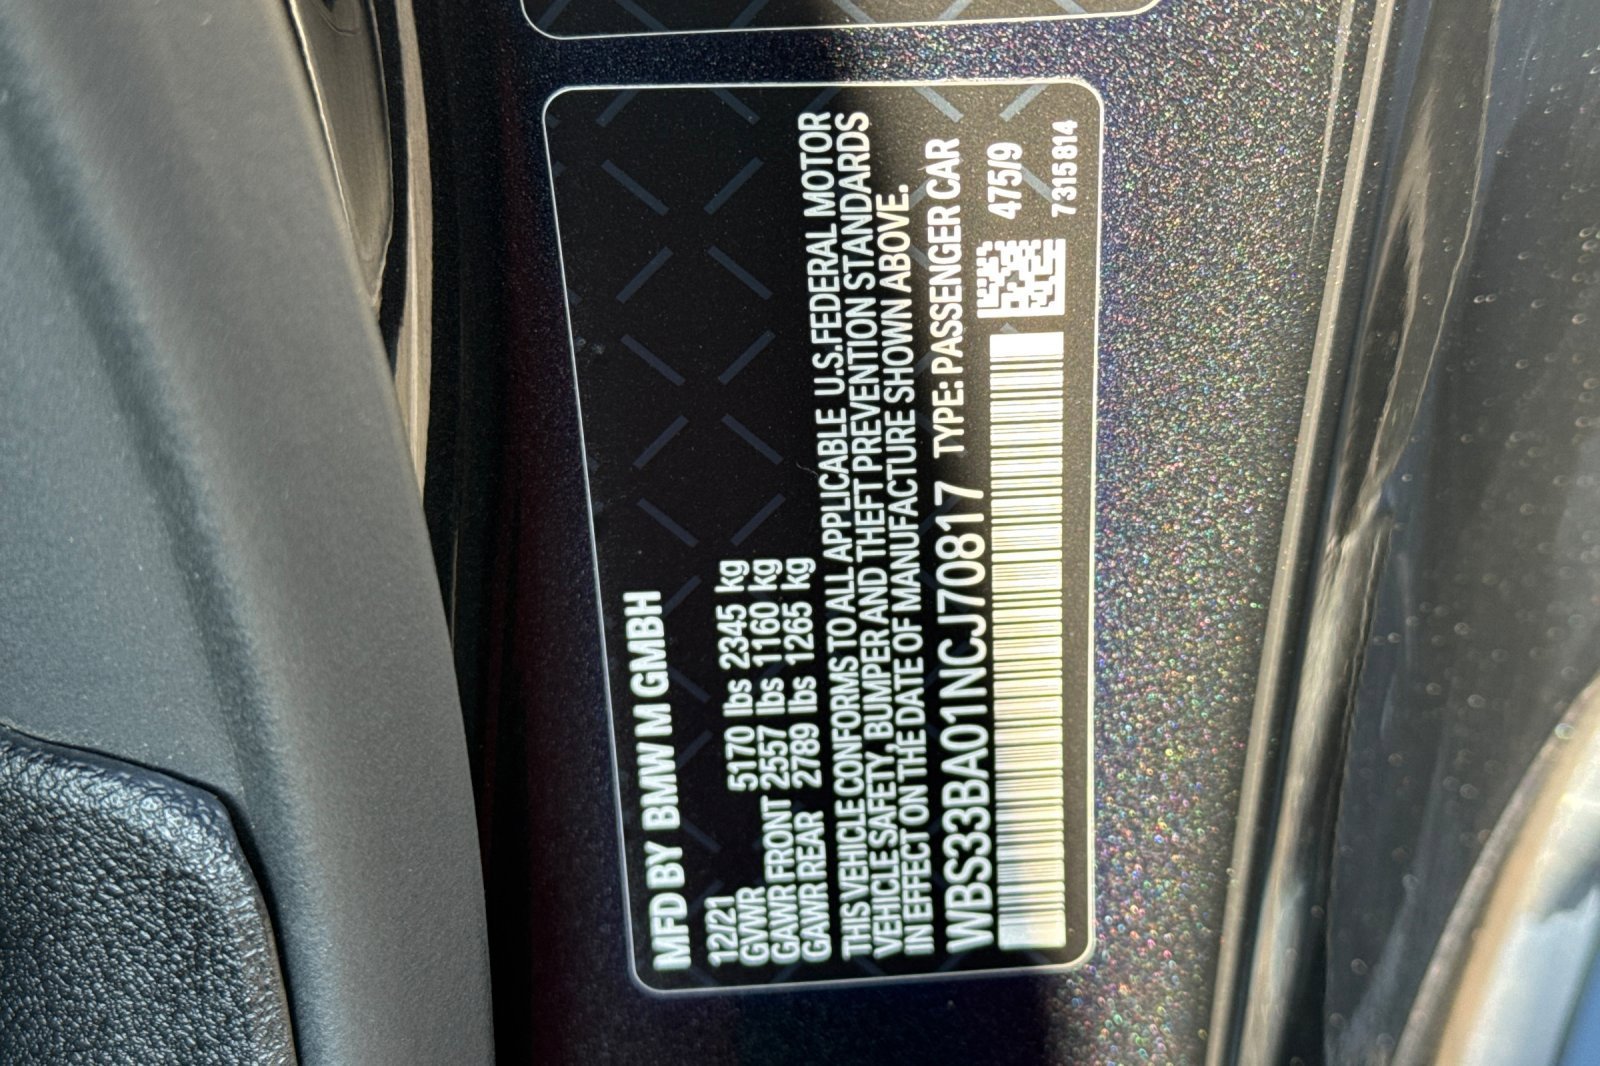 MFD BY BMW M GMBH
12/21
GVWR 5170 lbs 2345 kg
GAWR FRONT 2557 lbs 1160 kg
GAWR REAR 2789 lbs 1265 kg
THIS VEHICLE CONFORMS TO ALL APPLICABLE U.S.FEDERAL MOTOR
VEHICLE SAFETY, BUMPER AND THEFT PREVENTION STANDARDS
IN EFFECT ON THE DATE OF MANUFACTURE SHOWN ABOVE.
WBS33BA01NCJ70817 TYPE: PASSENGER CAR
475/9
7315814